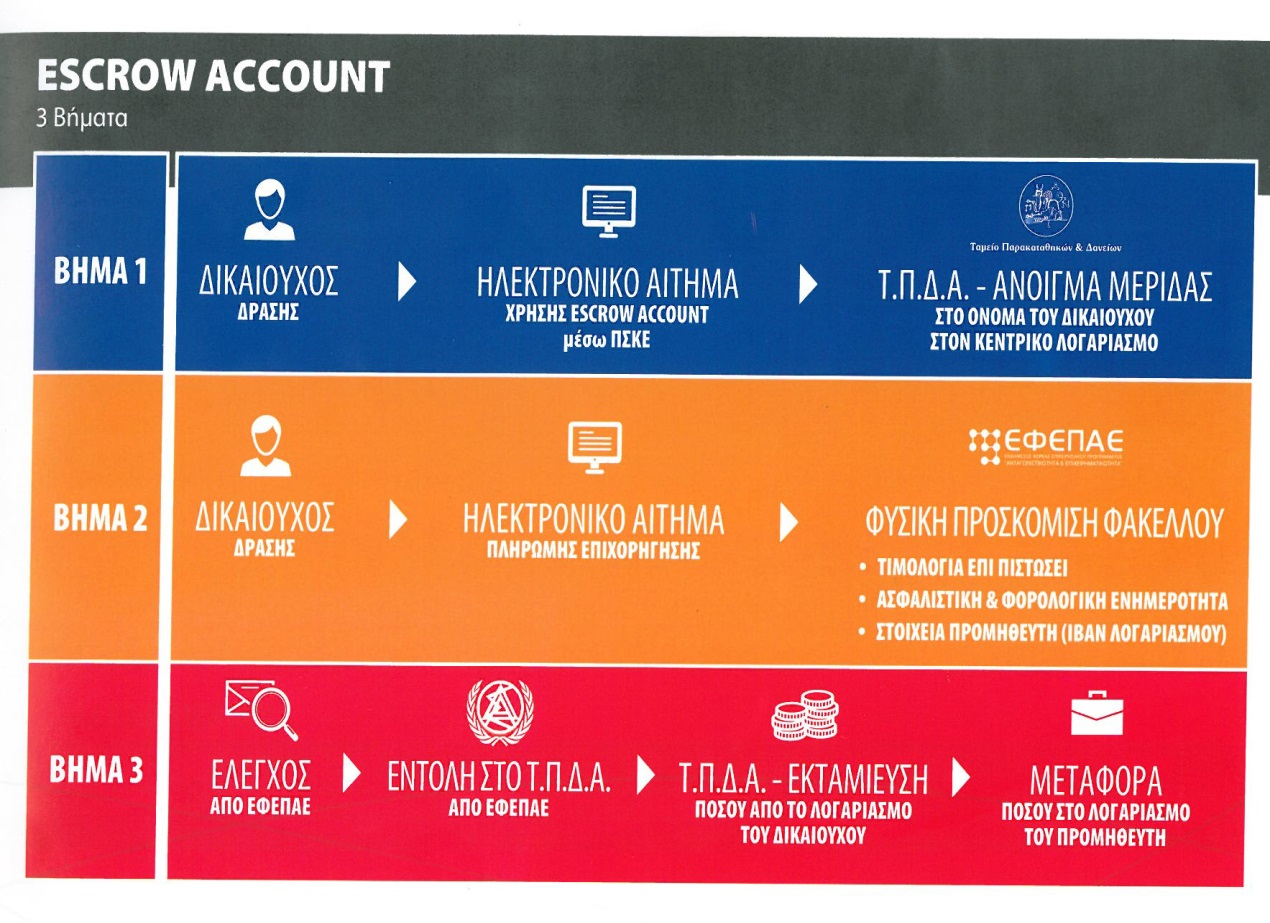 ESCROW ACCOUNT
3 Βήματα
ΒΗΜΑ 1
ΔΙΚΑΙΟΥΧΟΣ
ΔΡΑΣΗΣ
ΗΛΕΚΤΡΟΝΙΚΟ ΑΙΤΗΜΑ
ΧΡΗΣΗΣ ESCROW ACCOUNT
μέσω ΠΣΚΕ
Ταμείο Παρακαταθηκών & Δανείων
Τ.Π.Δ.Α. - ΑΝΟΙΓΜΑ ΜΕΡΙΔΑΣ
ΣΤΟ ΟΝΟΜΑ ΤΟΥ ΔΙΚΑΙΟΥΧΟΥ
ΣΤΟΝ ΚΕΝΤΡΙΚΟ ΛΟΓΑΡΙΑΣΜΟ
ΒΗΜΑ 2
ΔΙΚΑΙΟΥΧΟΣ
ΔΡΑΣΗΣ
ΗΛΕΚΤΡΟΝΙΚΟ ΑΙΤΗΜΑ
ΠΛΗΡΩΜΗΣ ΕΠΙΧΟΡΗΓΗΣΗΣ
ΕΦΕΠΑΕ
ΦΥΣΙΚΗ ΠΡΟΣΚΟΜΙΣΗ ΦΑΚΕΛΛΟΥ
• ΤΙΜΟΛΟΓΙΑ ΕΠΙ ΠΙΣΤΩΣΕΙ
• ΑΣΦΑΛΙΣΤΙΚΗ & ΦΟΡΟΛΟΓΙΚΗ ΕΝΗΜΕΡΟΤΗΤΑ
• ΣΤΟΙΧΕΙΑ ΠΡΟΜΗΘΕΥΤΗ (ΙΒΑΝ ΛΟΓΑΡΙΑΣΜΟΥ)
ΒΗΜΑ 3
ΕΛΕΓΧΟΣ
ΑΠΟ ΕΦΕΠΑΕ
ΕΝΤΟΛΗ ΣΤΟ Τ.Π.Δ.Α.
ΑΠΟ ΕΦΕΠΑΕ
Τ.Π.Δ.Α. - ΕΚΤΑΜΙΕΥΣΗ
ΠΟΣΟΥ ΑΠΟ ΤΟ ΛΟΓΑΡΙΑΣΜΟ
ΤΟΥ ΔΙΚΑΙΟΥΧΟΥ
ΜΕΤΑΦΟΡΑ
ΠΟΣΟΥ ΣΤΟ ΛΟΓΑΡΙΑΣΜΟ
ΤΟΥ ΠΡΟΜΗΘΕΥΤΗ